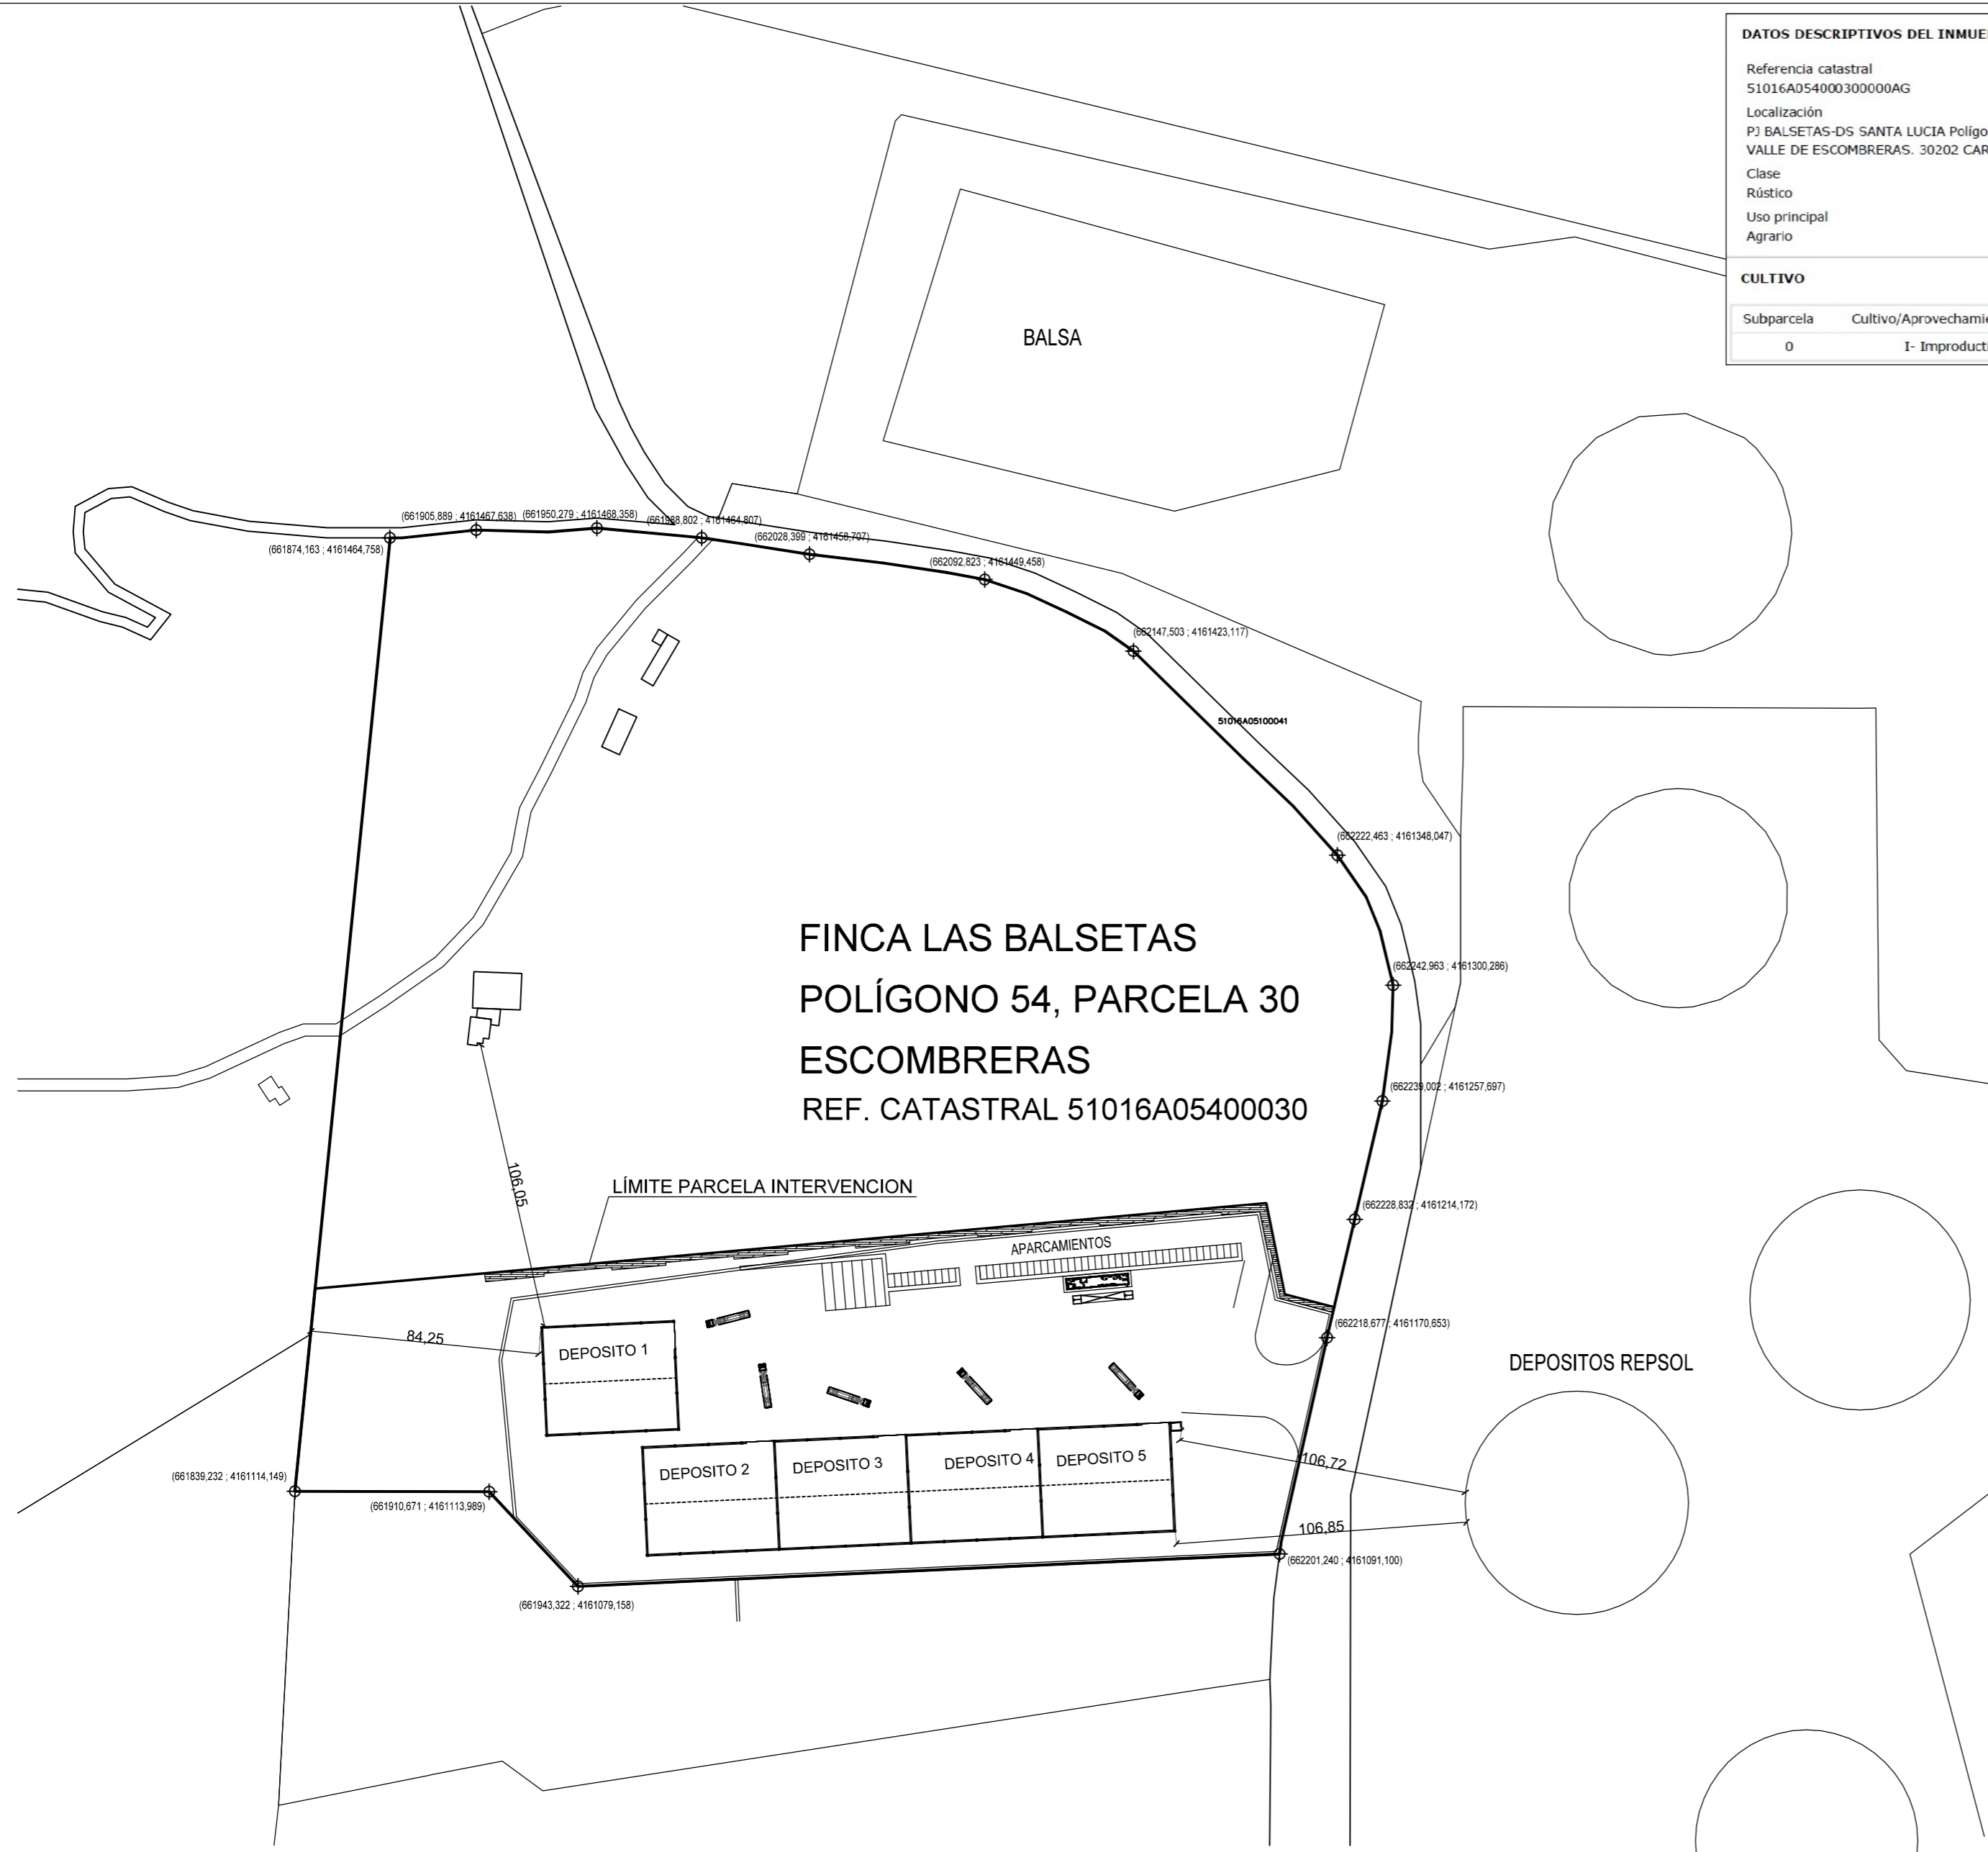 DATOS DESCRIPTIVOS DEL INMUE
Referencia catastral
51016A054000300000AG
Localización
PJ BALSETAS-DS SANTA LUCIA Polígo
VALLE DE ESCOMBRERAS. 30202 CAR
Clase
Rústico
Uso principal
Agrario
CULTIVO
Subparcela Cultivo/Aprovechamie
0 I- Improducti
BALSA
(661905,889 ; 4161467,638)
(661950,279 ; 4161468,358)
(661988,802 ; 4161464,807)
(662028,399 ; 4161458,707)
(661874,163 ; 4161464,758)
(662092,823 ; 4161449,458)
(662147,503 ; 4161423,117)
51016A05100041
(662222,463 ; 4161348,047)
FINCA LAS BALSETAS
POLÍGONO 54, PARCELA 30
ESCOMBRERAS
REF. CATASTRAL 51016A05400030
(662242,963 ; 4161300,286)
(662239,002 ; 4161257,697)
106,05
LÍMITE PARCELA INTERVENCION
(662228,832 ; 4161214,172)
APARCAMIENTOS
84,25
DEPOSITO 1
(662218,677 ; 4161170,653)
DEPOSITOS REPSOL
DEPOSITO 2
DEPOSITO 3
DEPOSITO 4
DEPOSITO 5
106,72
(661839,232 ; 4161114,149)
(661910,671 ; 4161113,989)
106,85
(662201,240 ; 4161091,100)
(661943,322 ; 4161079,158)